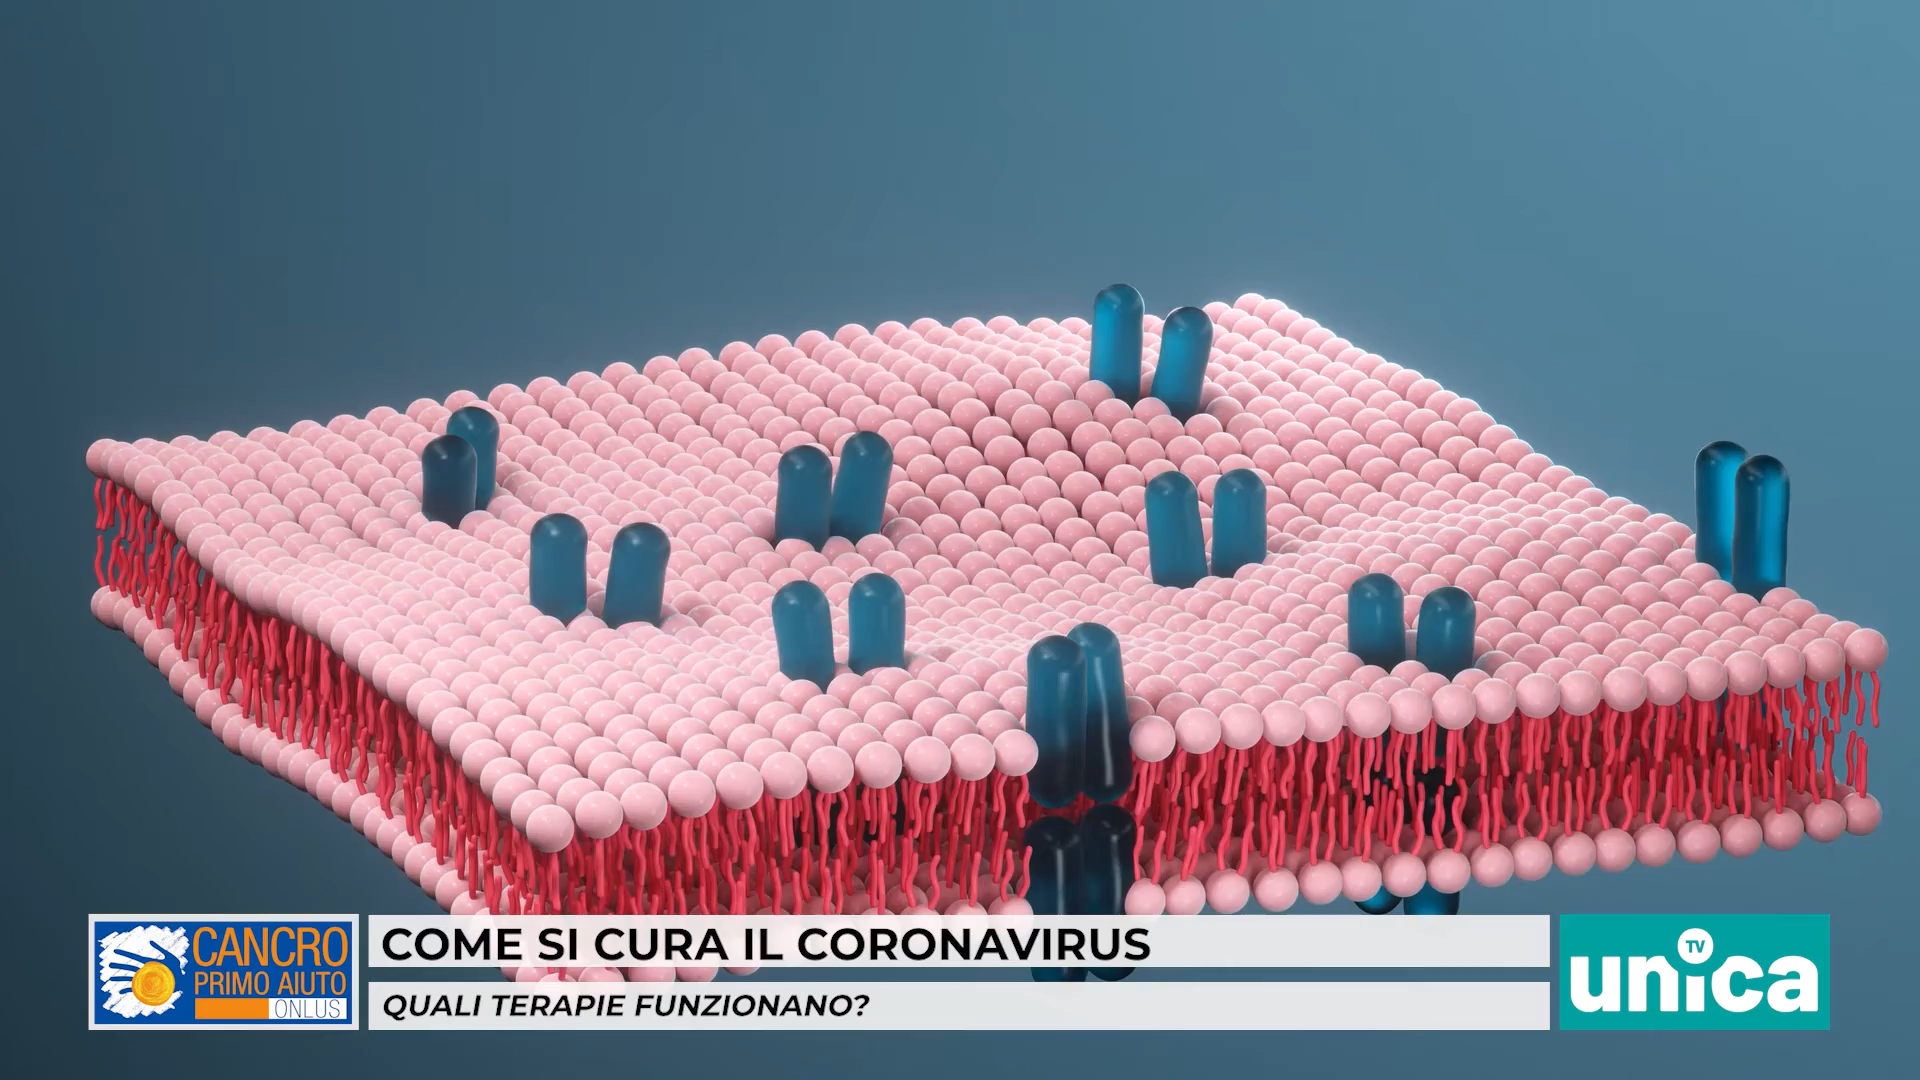 CANCRO
PRIMO AIUTO
ONLUS
COME SI CURA IL CORONAVIRUS
QUALI TERAPIE FUNZIONANO?
TV
unica